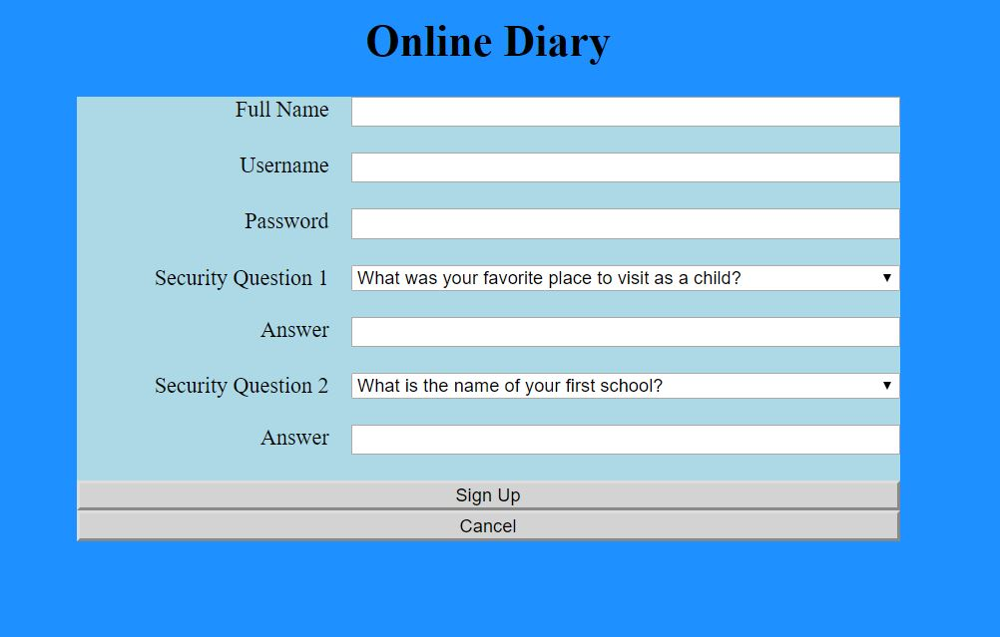 Online Diary
Full Name
Username
Password
Security Question 1 What was your favorite place to visit as a child?
Answer
Security Question 2 What is the name of your first school?
Answer
Sign Up
Cancel